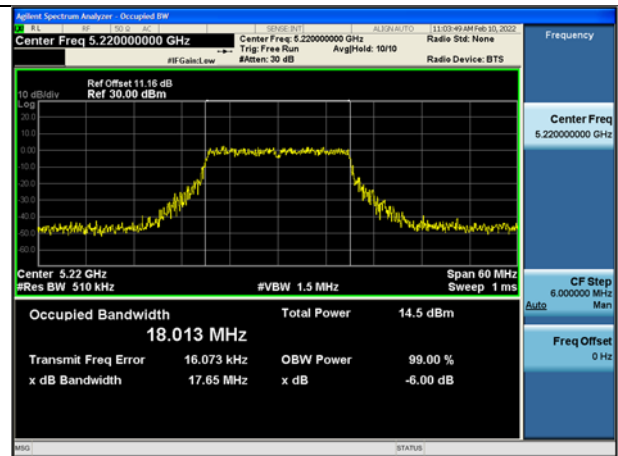 Agilent Spectrum Analyzer - Occupied BW
RL RF 50 Ω AC SENSE:INT ALIGNAUTO 11:03:49 AM Feb 10, 2022
Center Freq 5.220000000 GHz
Center Freq: 5.220000000 GHz Radio Std: None
Trig: Free Run Avg|Hold: 10/10
#IFGain:Low #Atten: 30 dB Radio Device: BTS
Frequency
Ref Offset 11.16 dB
10 dB/div Ref 30.00 dBm
Log
20.0
10.0
0.00
-10.0
-20.0
-30.0
-40.0
-50.0
-60.0
Center 5.22 GHz Span 60 MHz
#Res BW 510 kHz #VBW 1.5 MHz Sweep 1 ms
Center Freq
5.220000000 GHz
CF Step
6.000000 MHz
Auto Man
Freq Offset
0 Hz
Occupied Bandwidth Total Power 14.5 dBm
18.013 MHz
Transmit Freq Error 16.073 kHz OBW Power 99.00 %
x dB Bandwidth 17.65 MHz x dB -6.00 dB
MSG STATUS